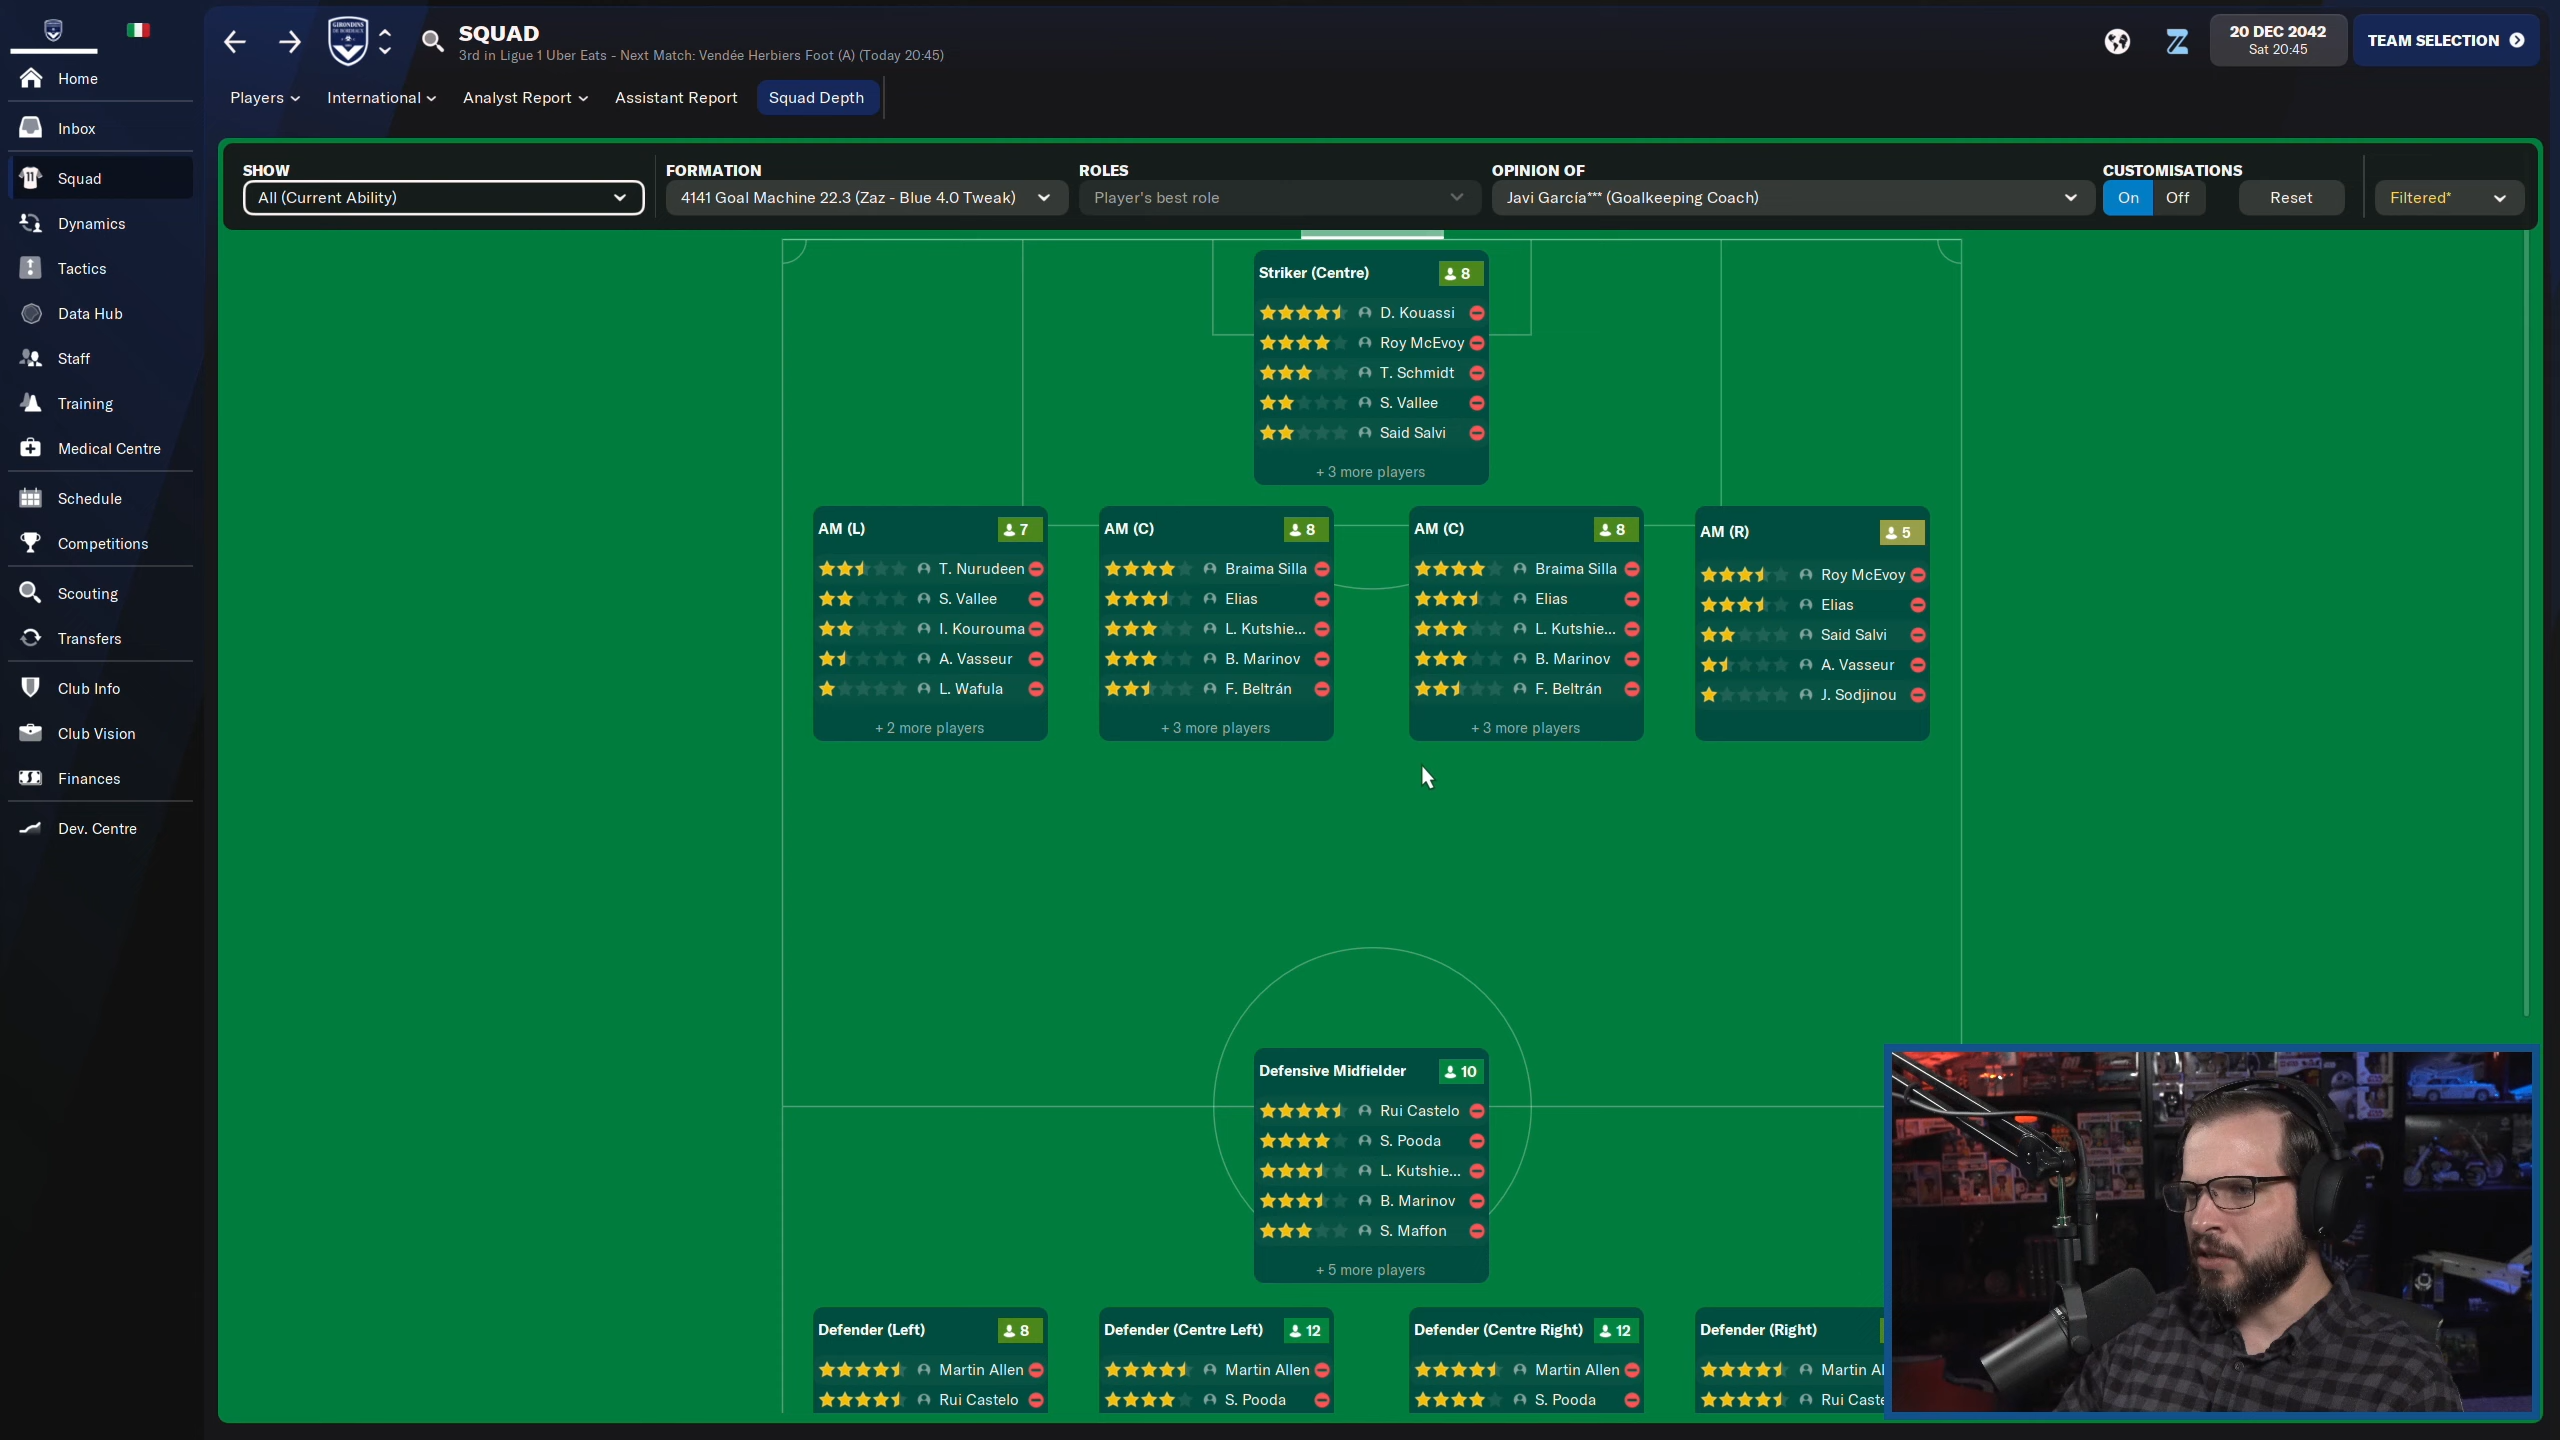 SQUAD
3rd in Ligue 1 Uber Eats - Next Match: Vendée Herbiers Foot (A) (Today 20:45)
20 DEC 2042
Sat 20:45
TEAM SELECTION
Players
International
Analyst Report
Assistant Report
Squad Depth
Home
Inbox
Squad
Dynamics
Tactics
Data Hub
Staff
Training
Medical Centre
Schedule
Competitions
Scouting
Transfers
Club Info
Club Vision
Finances
Dev. Centre
SHOW
All (Current Ability)
FORMATION
4141 Goal Machine 22.3 (Zaz - Blue 4.0 Tweak)
ROLES
Player's best role
OPINION OF
Javi García*** (Goalkeeping Coach)
CUSTOMISATIONS
On
Off
Reset
Filtered*
Striker (Centre) 8
D. Kouassi
Roy McEvoy
T. Schmidt
S. Vallee
Said Salvi
+ 3 more players
AM (L) 7
T. Nurudeen
S. Vallee
I. Kourouma
A. Vasseur
L. Wafula
+ 2 more players
AM (C) 8
Braima Silla
Elias
L. Kutshie...
B. Marinov
F. Beltrán
+ 3 more players
AM (C) 8
Braima Silla
Elias
L. Kutshie...
B. Marinov
F. Beltrán
+ 3 more players
AM (R) 5
Roy McEvoy
Elias
Said Salvi
A. Vasseur
J. Sodjinou
Defensive Midfielder 10
Rui Castelo
S. Pooda
L. Kutshie...
B. Marinov
S. Maffon
+ 5 more players
Defender (Left) 8
Martin Allen
Rui Castelo
Defender (Centre Left) 12
Martin Allen
S. Pooda
Defender (Centre Right) 12
Martin Allen
S. Pooda
Defender (Right)
Martin Al
Rui Caste